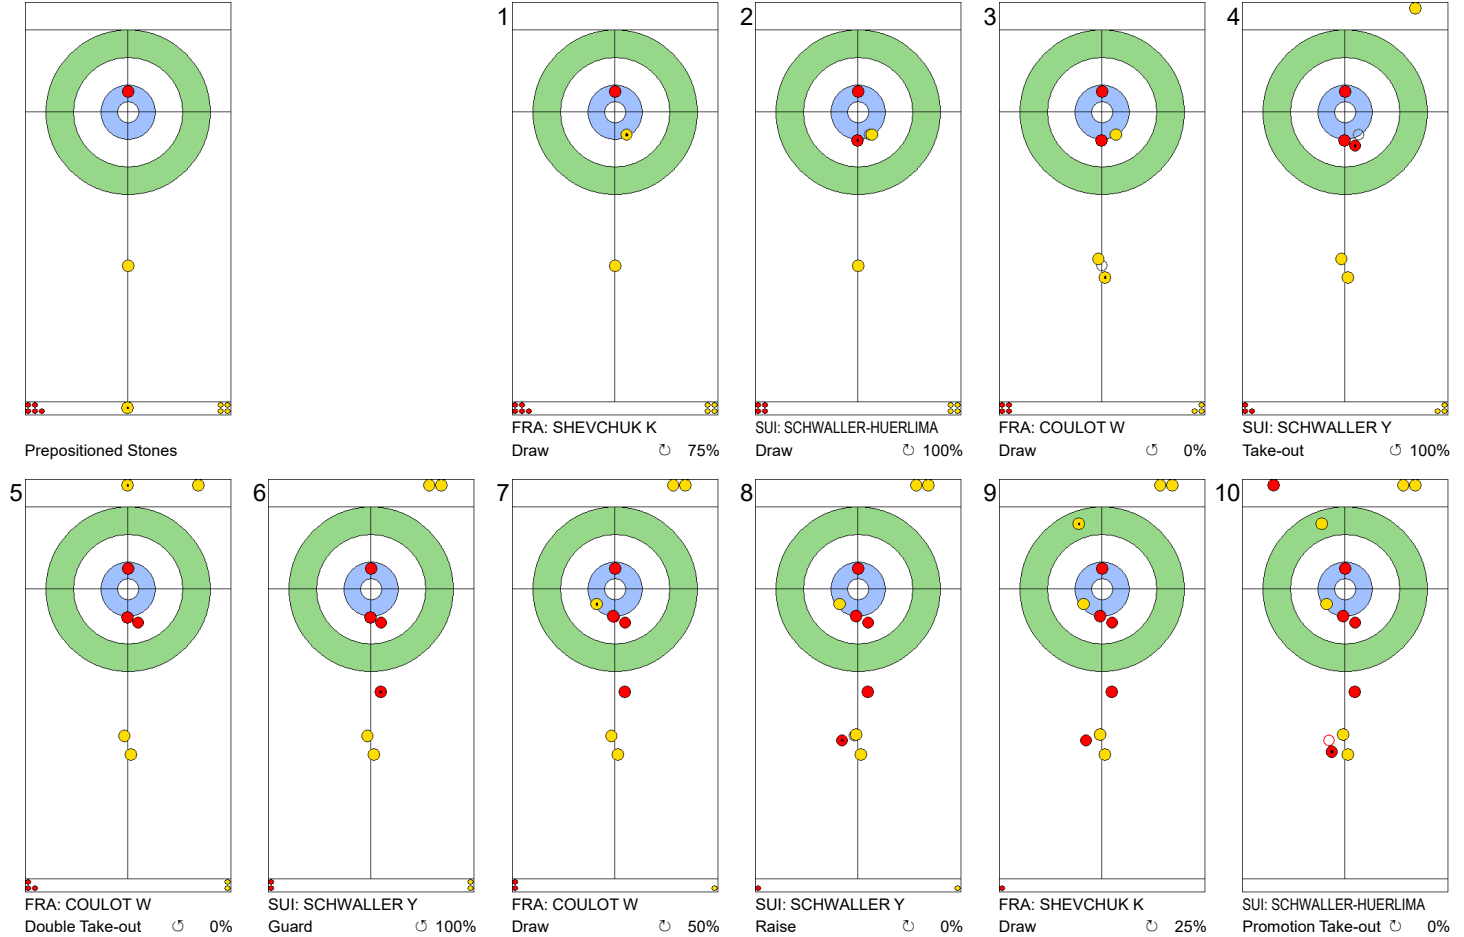 1
2
3
4
Prepositioned Stones
FRA: SHEVCHUK K
Draw ↻ 75%
SUI: SCHWALLER-HUERLIMA
Draw ↻ 100%
FRA: COULOT W
Draw ↺ 0%
SUI: SCHWALLER Y
Take-out ↺ 100%
5
6
7
8
9
10
FRA: COULOT W
Double Take-out ↺ 0%
SUI: SCHWALLER Y
Guard ↺ 100%
FRA: COULOT W
Draw ↻ 50%
SUI: SCHWALLER Y
Raise ↻ 0%
FRA: SHEVCHUK K
Draw ↻ 25%
SUI: SCHWALLER-HUERLIMA
Promotion Take-out ↻ 0%